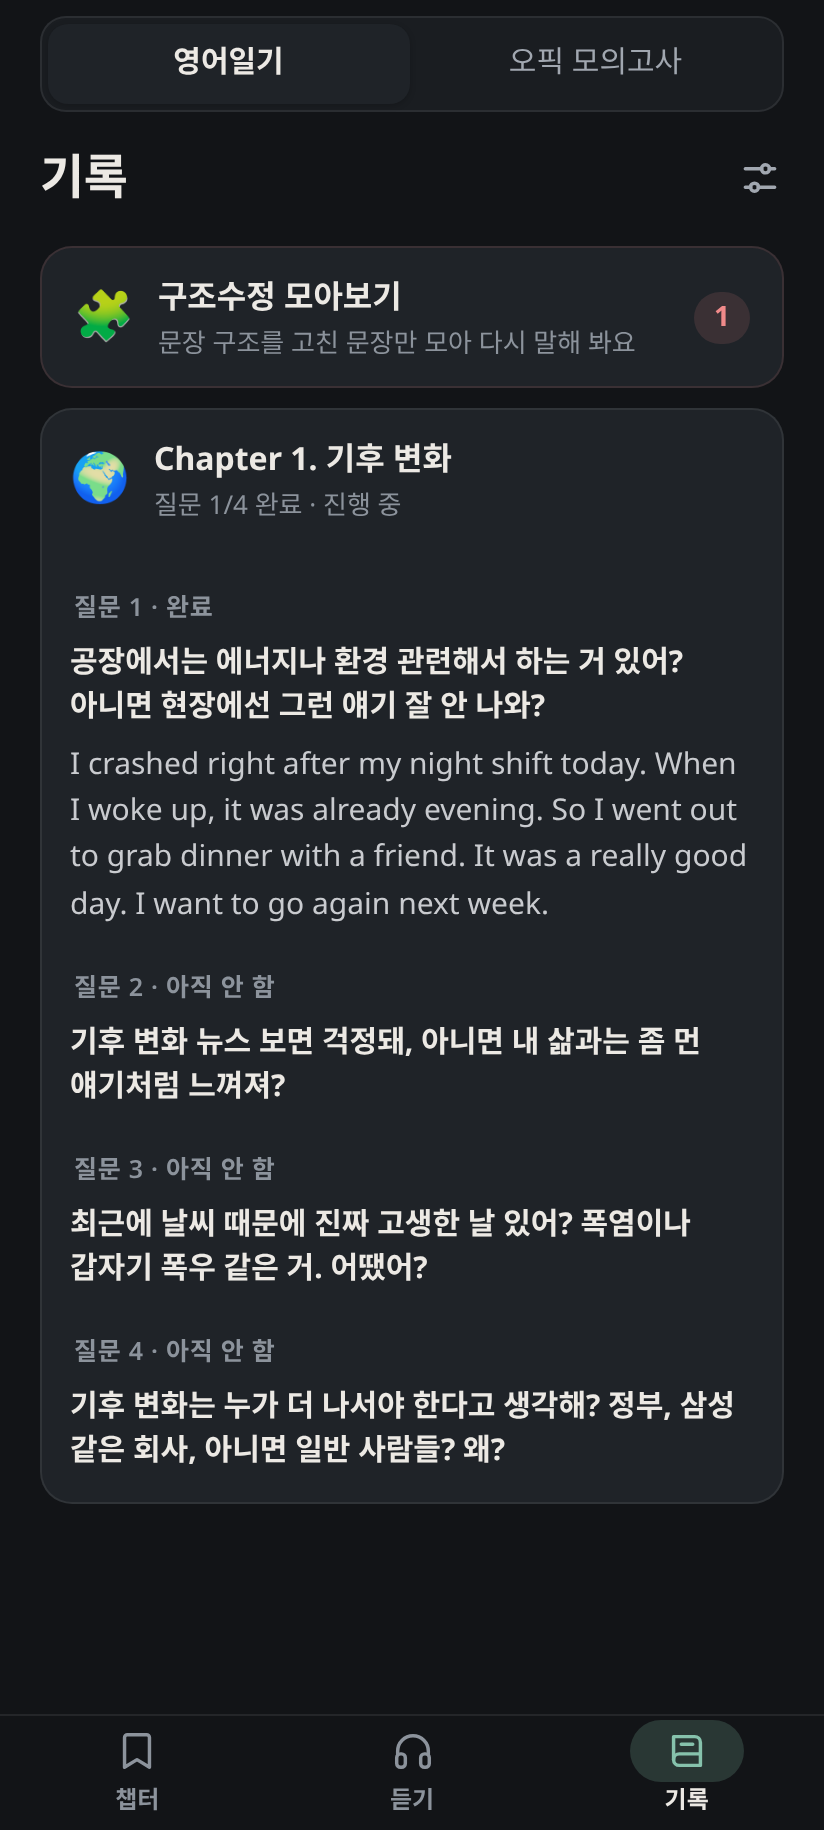 영어일기
오픽 모의고사
기록
구조수정 모아보기
문장 구조를 고친 문장만 모아 다시 말해 봐요
1
Chapter 1. 기후 변화
질문 1/4 완료 · 진행 중
질문 1 · 완료
공장에서는 에너지나 환경 관련해서 하는 거 있어?
아니면 현장에선 그런 얘기 잘 안 나와?
I crashed right after my night shift today. When
I woke up, it was already evening. So I went out
to grab dinner with a friend. It was a really good
day. I want to go again next week.
질문 2 · 아직 안 함
기후 변화 뉴스 보면 걱정돼, 아니면 내 삶과는 좀 먼
얘기처럼 느껴져?
질문 3 · 아직 안 함
최근에 날씨 때문에 진짜 고생한 날 있어? 폭염이나
갑자기 폭우 같은 거. 어땠어?
질문 4 · 아직 안 함
기후 변화는 누가 더 나서야 한다고 생각해? 정부, 삼성
같은 회사, 아니면 일반 사람들? 왜?
챕터
듣기
기록